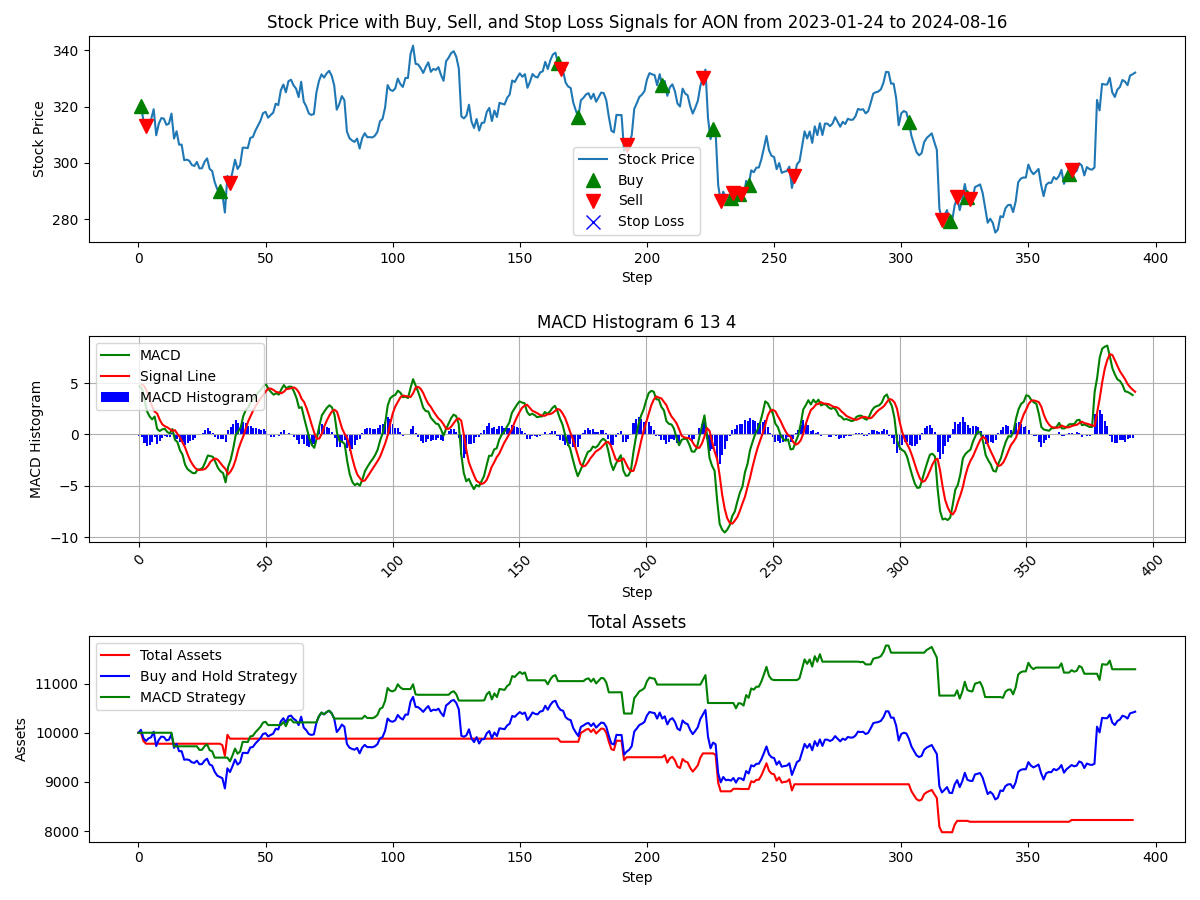 Stock Price with Buy, Sell, and Stop Loss Signals for AON from 2023-01-24 to 2024-08-16
Stock Price
340
320
300
280
Stock Price
Buy
Sell
Stop Loss
0 50 100 150 200 250 300 350 400
Step
MACD Histogram 6 13 4
MACD Histogram
5
0
−5
−10
MACD
Signal Line
MACD Histogram
0 50 100 150 200 250 300 350 400
Step
Total Assets
Assets
11000
10000
9000
8000
Total Assets
Buy and Hold Strategy
MACD Strategy
0 50 100 150 200 250 300 350 400
Step